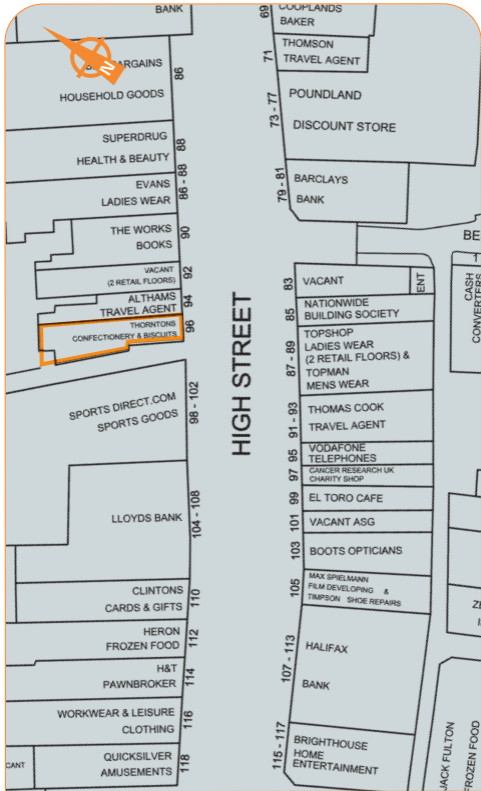 BANK
BARGAINS
HOUSEHOLD GOODS
86
SUPERDRUG
HEALTH & BEAUTY
88
EVANS
LADIES WEAR
86 - 88
THE WORKS
BOOKS
90
VACANT
(2 RETAIL FLOORS)
92
ALTHAMS
TRAVEL AGENT
94
THORNTONS
CONFECTIONERY & BISCUITS
96
SPORTS DIRECT.COM
SPORTS GOODS
98 - 102
LLOYDS BANK
104 - 108
CLINTONS
CARDS & GIFTS
110
HERON
FROZEN FOOD
112
H&T
PAWNBROKER
114
WORKWEAR & LEISURE
CLOTHING
116
CANT
QUICKSILVER
AMUSEMENTS
118
N
HIGH STREET
69
COOPLANDS
BAKER
71
THOMSON
TRAVEL AGENT
73 - 77
POUNDLAND
DISCOUNT STORE
79 - 81
BARCLAYS
BANK
BE
1
83
VACANT
ENT
CASH
CONVERTERS
85
NATIONWIDE
BUILDING SOCIETY
87 - 89
TOPSHOP
LADIES WEAR
(2 RETAIL FLOORS) &
TOPMAN
MENS WEAR
91 - 93
THOMAS COOK
TRAVEL AGENT
95
VODAFONE
TELEPHONES
97
CANCER RESEARCH UK
CHARITY SHOP
99
EL TORO CAFE
101
VACANT ASG
103
BOOTS OPTICIANS
105
MAX SPIELMANN
FILM DEVELOPING &
TIMPSON SHOE REPAIRS
107 - 113
HALIFAX
BANK
115 - 117
BRIGHTHOUSE
HOME
ENTERTAINMENT
JACK FULTON
FROZEN FOOD